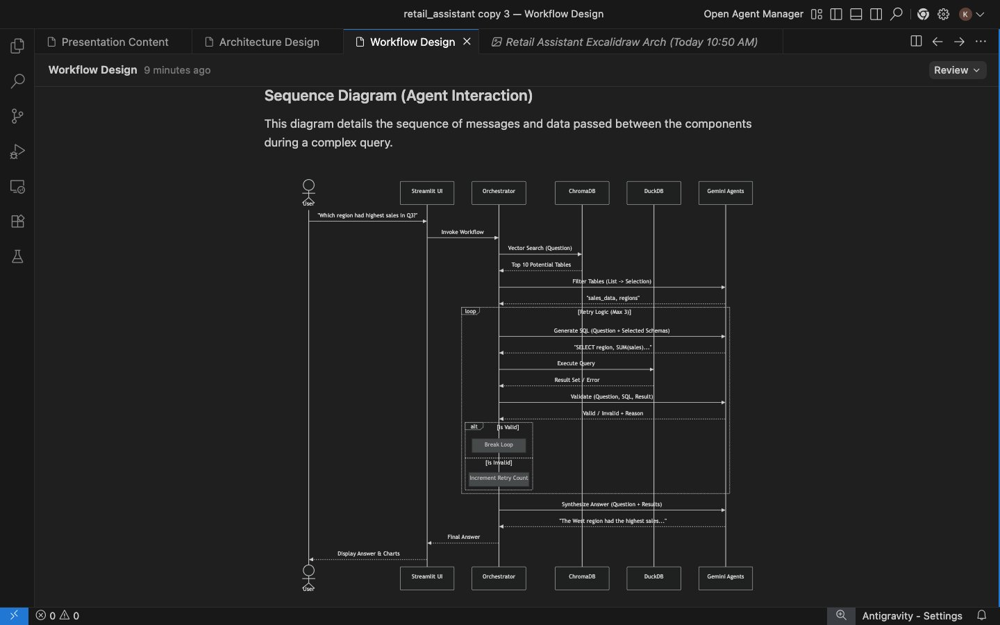 retail_assistant copy 3 — Workflow Design
Open Agent Manager
K
Presentation Content
Architecture Design
Workflow Design
Retail Assistant Excalidraw Arch (Today 10:50 AM)
Workflow Design 9 minutes ago
Review
Sequence Diagram (Agent Interaction)
This diagram details the sequence of messages and data passed between the components
during a complex query.
User
Streamlit UI
Orchestrator
ChromaDB
DuckDB
Gemini Agents
"Which region had highest sales in Q3?"
Invoke Workflow
Vector Search (Question)
Top 10 Potential Tables
Filter Tables (List -> Selection)
"sales_data, regions"
loop
[Retry Logic (Max 3)]
Generate SQL (Question + Selected Schemas)
"SELECT region, SUM(sales)..."
Execute Query
Result Set / Error
Validate (Question, SQL, Result)
Valid / Invalid + Reason
alt
[is Valid]
Break Loop
[is Invalid]
Increment Retry Count
Synthesize Answer (Question + Results)
"The West region had the highest sales..."
Final Answer
Display Answer & Charts
User
Streamlit UI
Orchestrator
ChromaDB
DuckDB
Gemini Agents
0
0
Antigravity - Settings